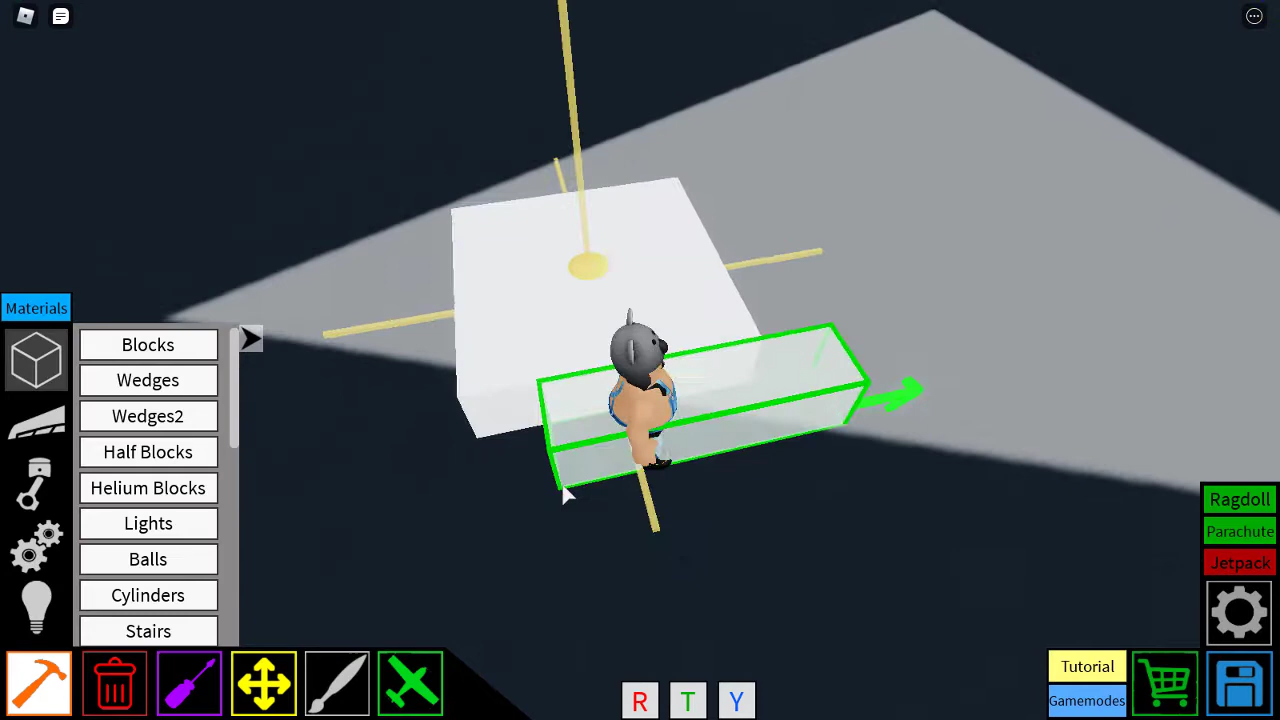 Materials
Blocks
Wedges
Wedges2
Half Blocks
Helium Blocks
Lights
Balls
Cylinders
Stairs
Ragdoll
Parachute
Jetpack
Tutorial
Gamemodes
R T Y